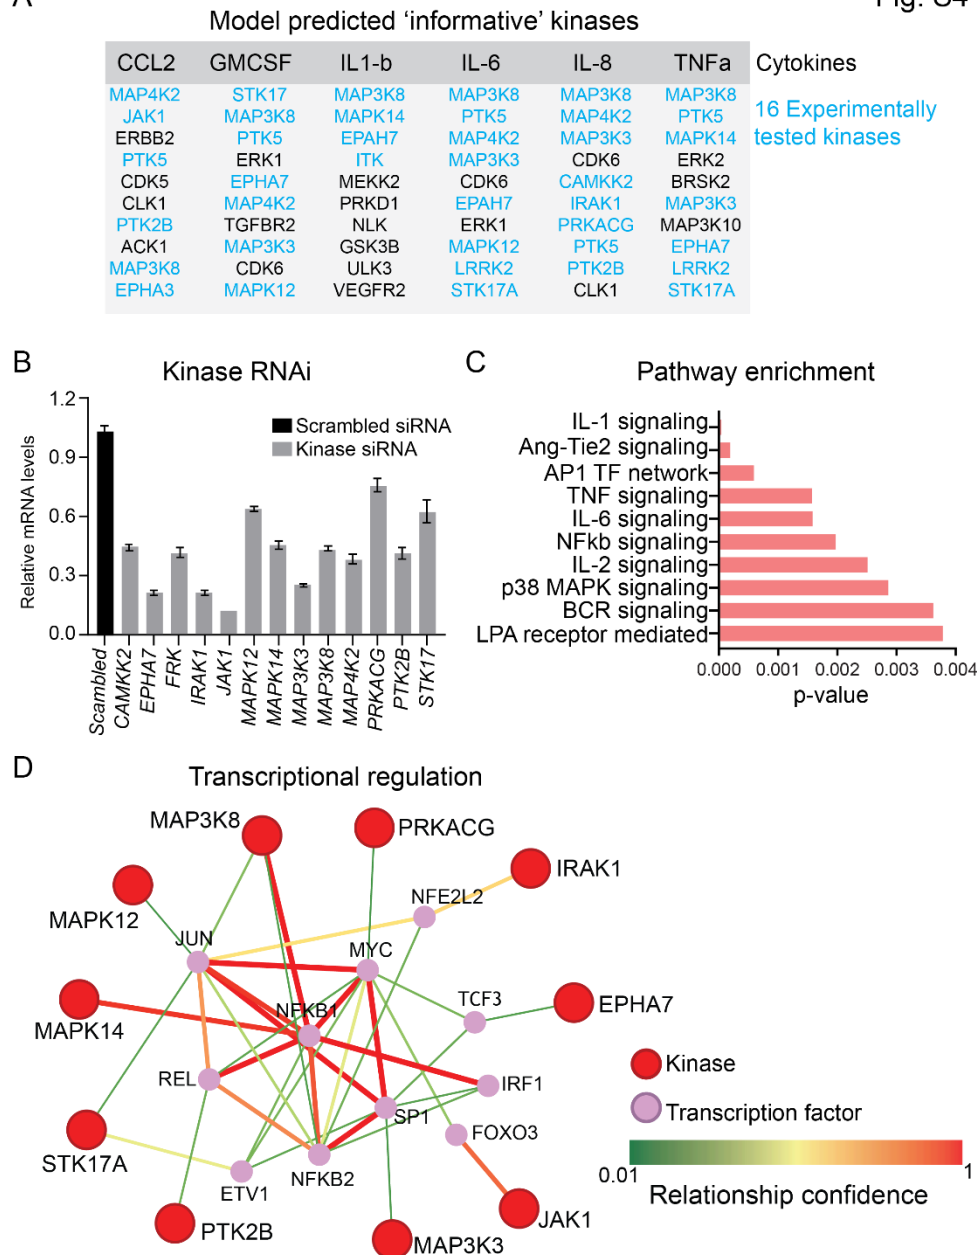 Model predicted ‘informative’ kinases
CCL2 GMCSF IL1-b IL-6 IL-8 TNFa Cytokines
MAP4K2 STK17 MAP3K8 MAP3K8 MAP3K8 MAP3K8
JAK1 MAP3K8 MAPK14 PTK5 MAP4K2 PTK5
ERBB2 PTK5 EPAH7 MAP4K2 MAP3K3 MAPK14
PTK5 ERK1 ITK MAP3K3 CDK6 ERK2
CDK5 EPHA7 MEKK2 CDK6 CAMKK2 BRSK2
CLK1 MAP4K2 PRKD1 EPAH7 IRAK1 MAP3K3
PTK2B TGFBR2 NLK ERK1 PRKACG MAP3K10
ACK1 MAP3K3 GSK3B MAPK12 PTK5 EPHA7
MAP3K8 CDK6 ULK3 LRRK2 PTK2B LRRK2
EPHA3 MAPK12 VEGFR2 STK17A CLK1 STK17A
16 Experimentally
tested kinases
B
Kinase RNAi
Relative mRNA levels
1.2
0.9
0.6
0.3
0.0
Scrambled siRNA
Kinase siRNA
Scambled
CAMKK2
EPHA7
FRK
IRAK1
JAK1
MAPK12
MAPK14
MAP3K3
MAP3K8
MAP4K2
PRKACG
PTK2B
STK17
C
Pathway enrichment
IL-1 signaling
Ang-Tie2 signaling
AP1 TF network
TNF signaling
IL-6 signaling
NFkb signaling
IL-2 signaling
p38 MAPK signaling
BCR signaling
LPA receptor mediated
0.000 0.001 0.002 0.003 0.004
p-value
D
Transcriptional regulation
MAP3K8
PRKACG
IRAK1
MAPK12
NFE2L2
JUN
MYC
TCF3
EPHA7
MAPK14
NFKB1
REL
IRF1
SP1
FOXO3
STK17A
ETV1
NFKB2
PTK2B
MAP3K3
JAK1
Kinase
Transcription factor
0.01 1
Relationship confidence